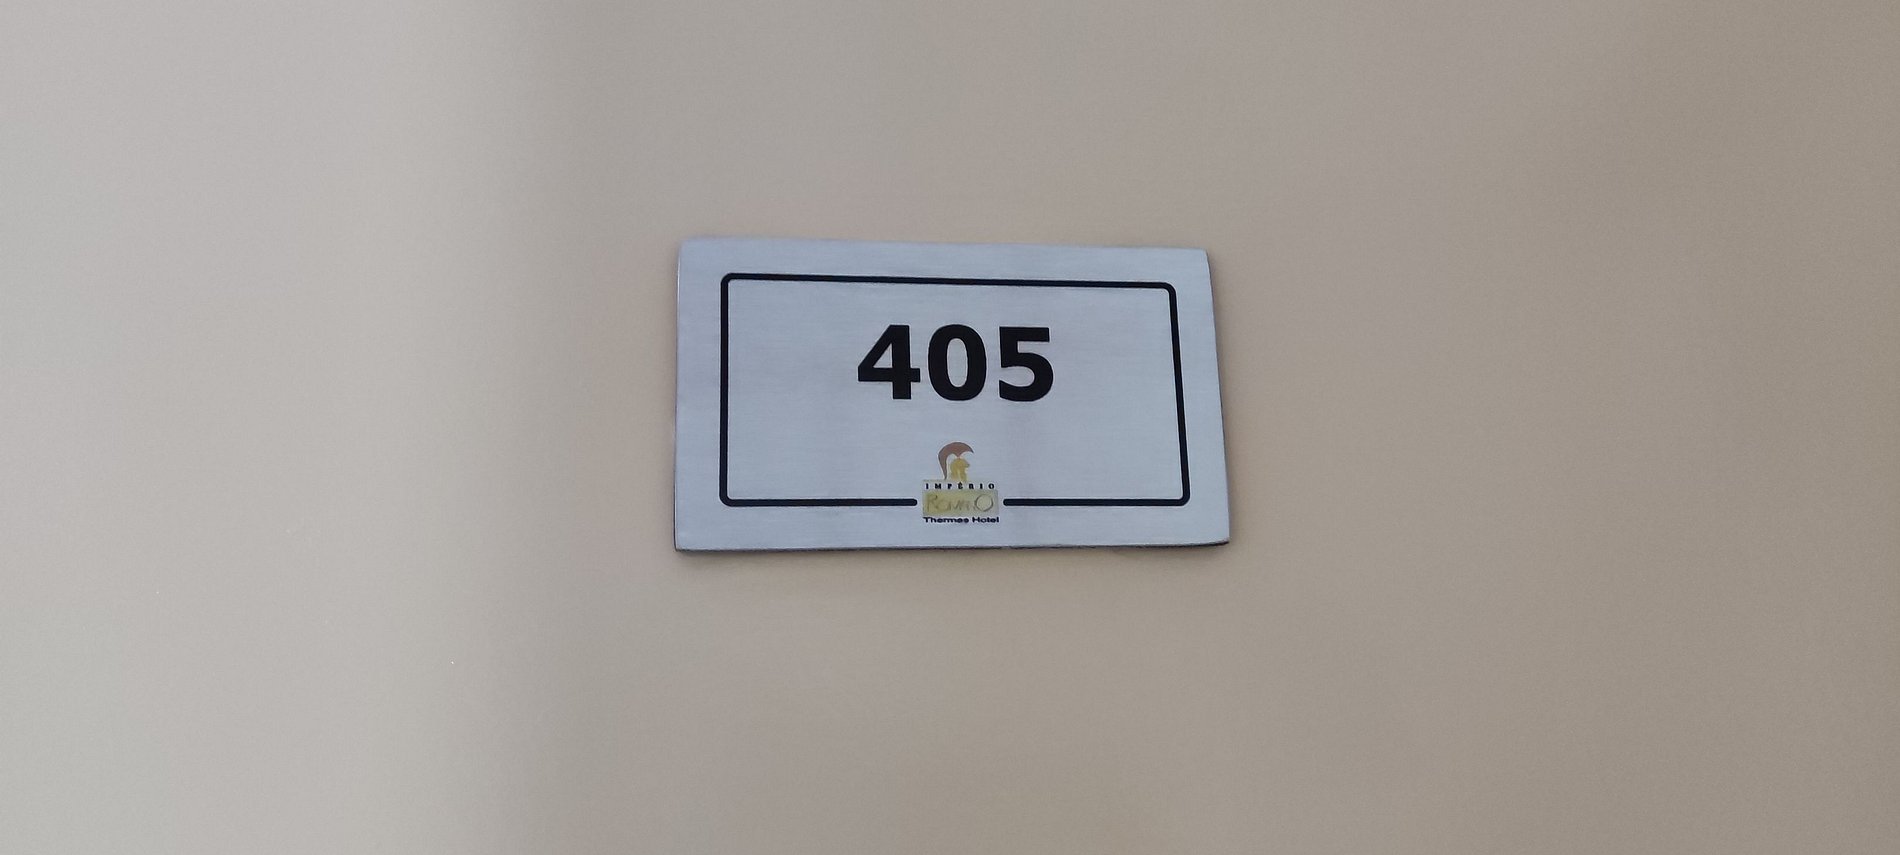 405
IMPÉRIO
ROMANO
Thermas Hotel